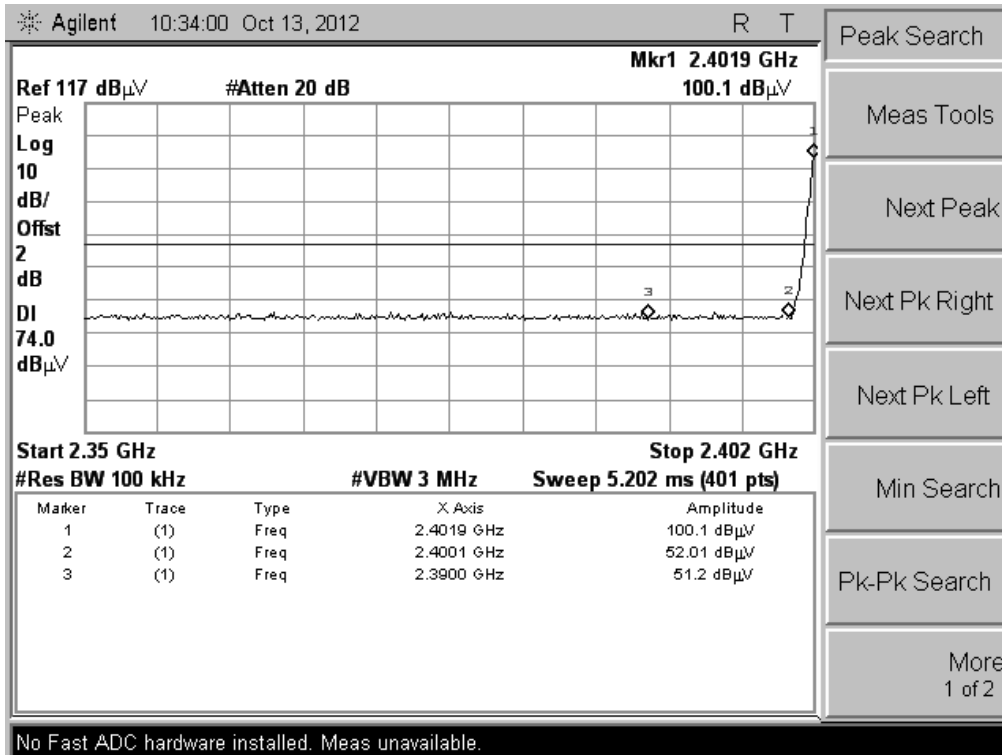 Agilent 10:34:00 Oct 13, 2012 R T
Mkr1 2.4019 GHz
Ref 117 dBµV #Atten 20 dB 100.1 dBµV
Peak
Log
10
dB/
Offst
2
dB
DI
74.0
dBµV
1
3
2
Start 2.35 GHz Stop 2.402 GHz
#Res BW 100 kHz #VBW 3 MHz Sweep 5.202 ms (401 pts)
Marker Trace Type X Axis Amplitude
1 (1) Freq 2.4019 GHz 100.1 dBµV
2 (1) Freq 2.4001 GHz 52.01 dBµV
3 (1) Freq 2.3900 GHz 51.2 dBµV
Peak Search
Meas Tools
Next Peak
Next Pk Right
Next Pk Left
Min Search
Pk-Pk Search
More
1 of 2
No Fast ADC hardware installed. Meas unavailable.